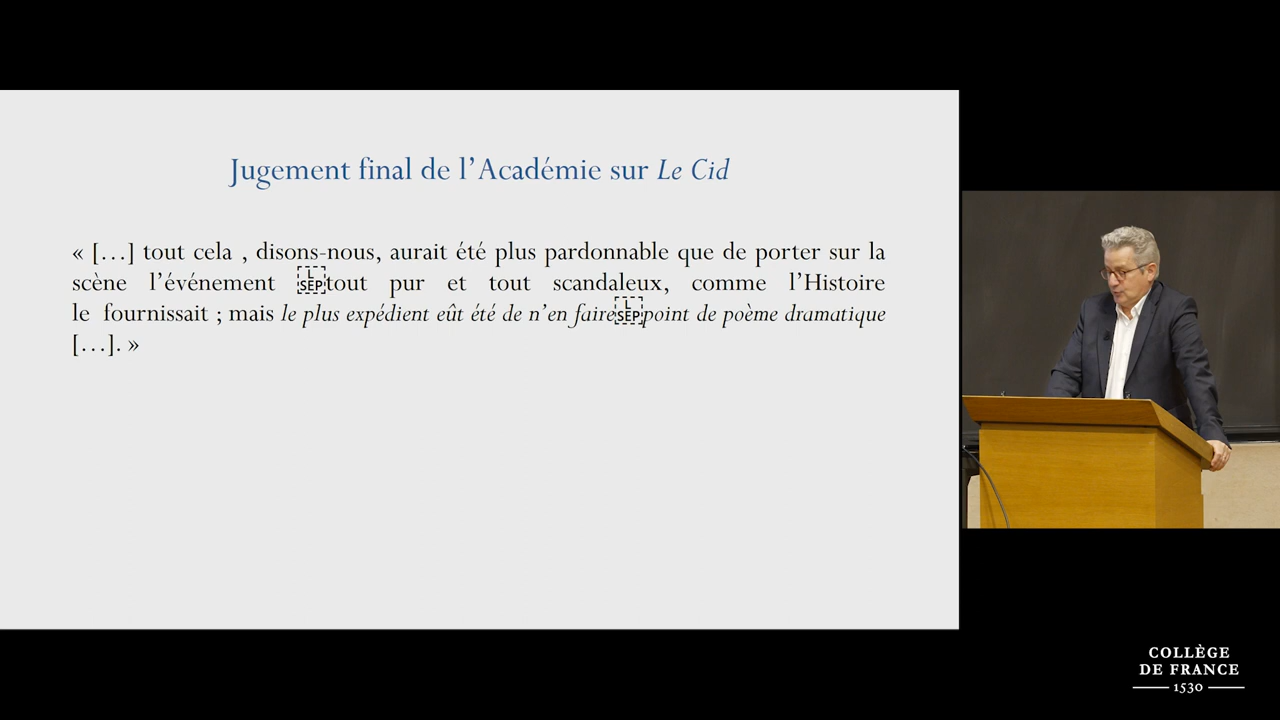 Jugement final de l’Académie sur Le Cid
« […] tout cela , disons-nous, aurait été plus pardonnable que de porter sur la
scène l’événement L SEP tout pur et tout scandaleux, comme l’Histoire
le fournissait ; mais le plus expédient eût été de n’en faire L SEP point de poème dramatique
[…]. »
COLLÈGE
DE FRANCE
1530